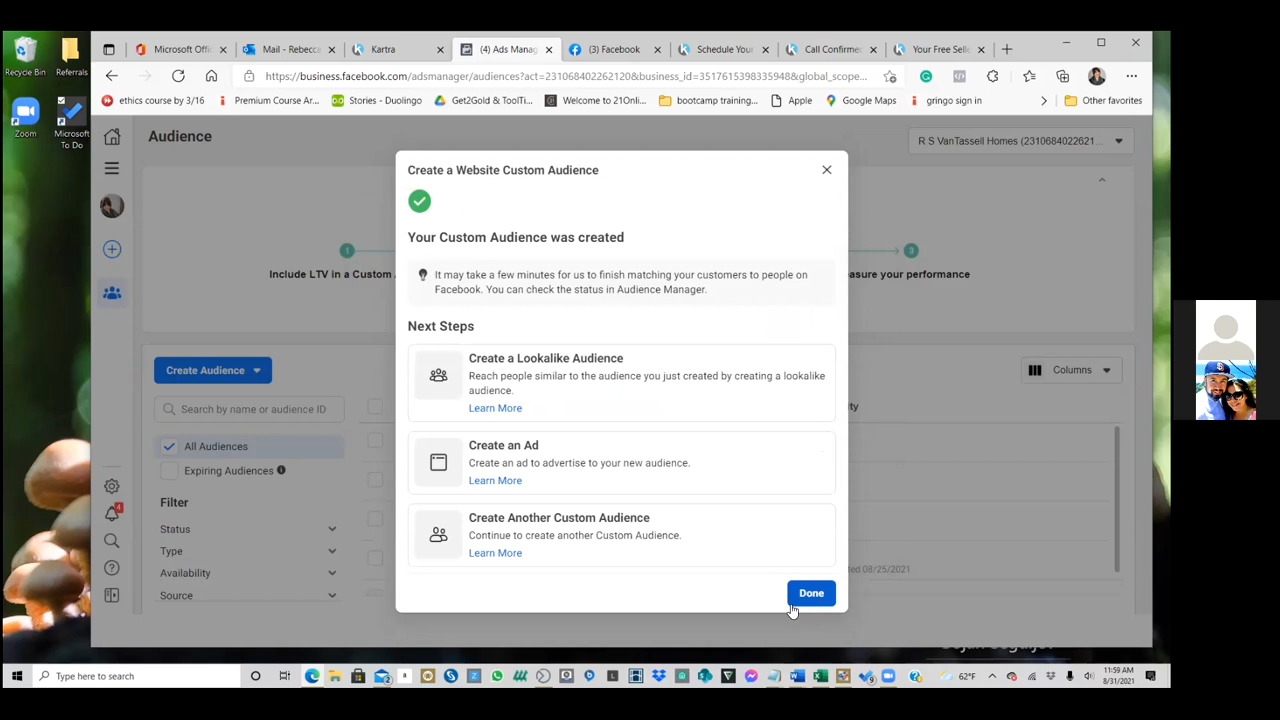 Recycle Bin
Referrals
Zoom
Microsoft
To Do
Microsoft Offi
Mail - Rebecc
Kartra
(4) Ads Manag
(3) Facebook
Schedule Your
Call Confirmed
Your Free Selle
https://business.facebook.com/adsmanager/audiences?act=231068402262120&business_id=3517615398335948&global_scope...
ethics course by 3/16
Premium Course Ar...
Stories - Duolingo
Get2Gold & ToolTi...
Welcome to 21Onli...
bootcamp training...
Apple
Google Maps
gringo sign in
Other favorites
Audience
R S VanTassell Homes (2310684022621...
1
3
Include LTV in a Custom
easure your performance
Create a Website Custom Audience
Your Custom Audience was created
It may take a few minutes for us to finish matching your customers to people on
Facebook. You can check the status in Audience Manager.
Next Steps
Create a Lookalike Audience
Reach people similar to the audience you just created by creating a lookalike
audience.
Learn More
Create an Ad
Create an ad to advertise to your new audience.
Learn More
Create Another Custom Audience
Continue to create another Custom Audience.
Learn More
Done
Create Audience
Columns
Search by name or audience ID
All Audiences
Expiring Audiences
Filter
Status
Type
Availability
Source
4
ty
ted 08/25/2021
Type here to search
62°F
11:59 AM
8/31/2021